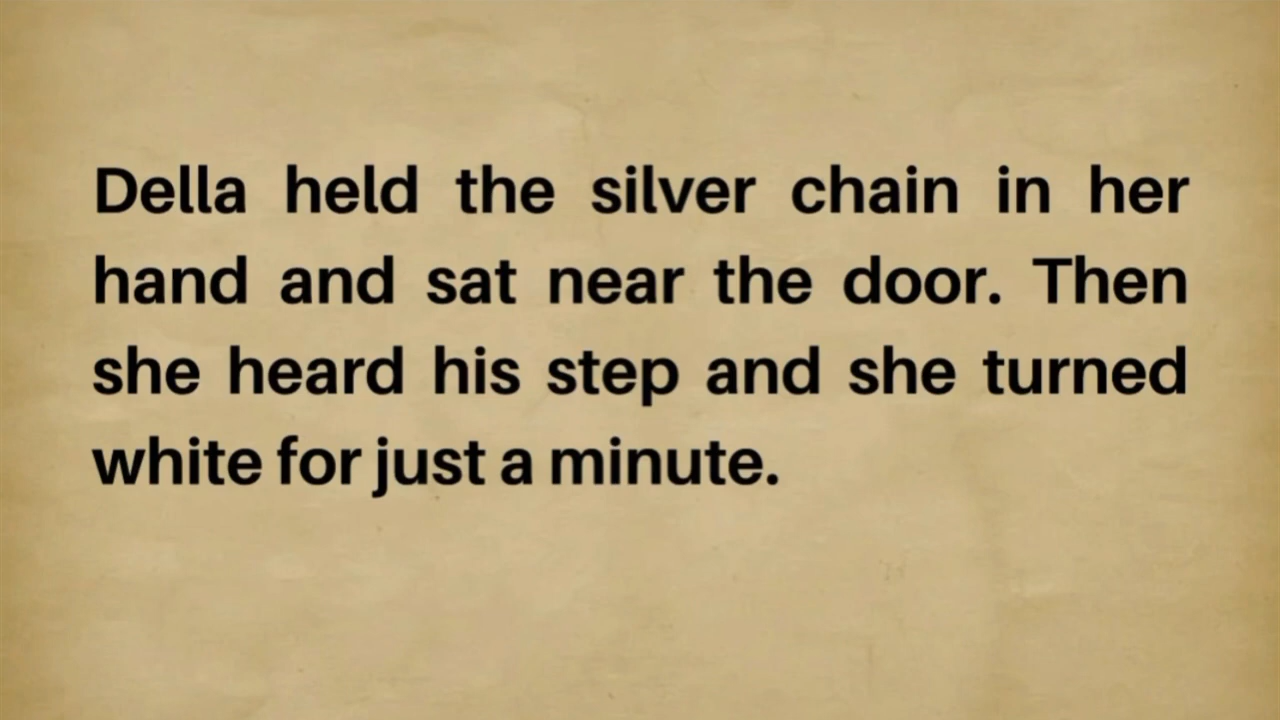 Della held the silver chain in her
hand and sat near the door. Then
she heard his step and she turned
white for just a minute.